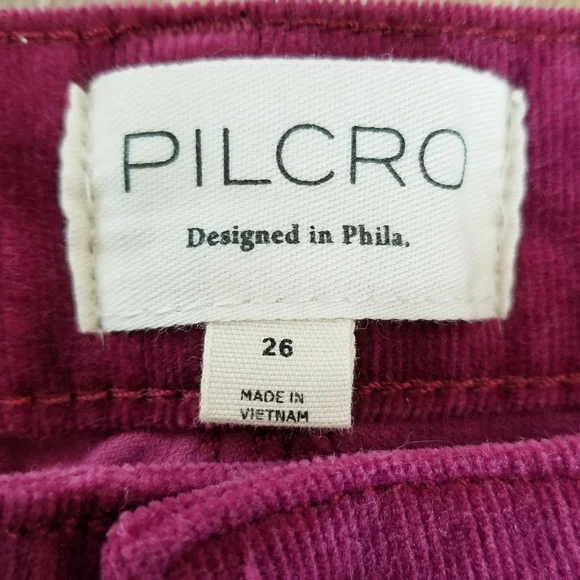 PILCRO
Designed in Phila.
26
MADE IN
VIETNAM